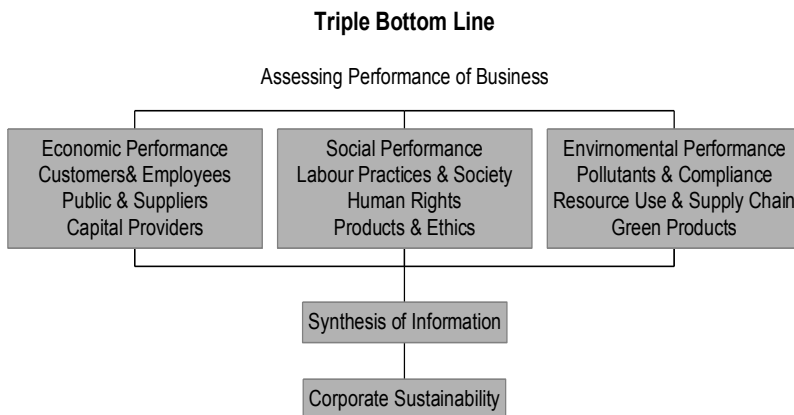 Triple Bottom Line
Assessing Performance of Business
Economic Performance
Customers& Employees
Public & Suppliers
Capital Providers
Social Performance
Labour Practices & Society
Human Rights
Products & Ethics
Envirnomental Performance
Pollutants & Compliance
Resource Use & Supply Chain
Green Products
Synthesis of Information
Corporate Sustainability